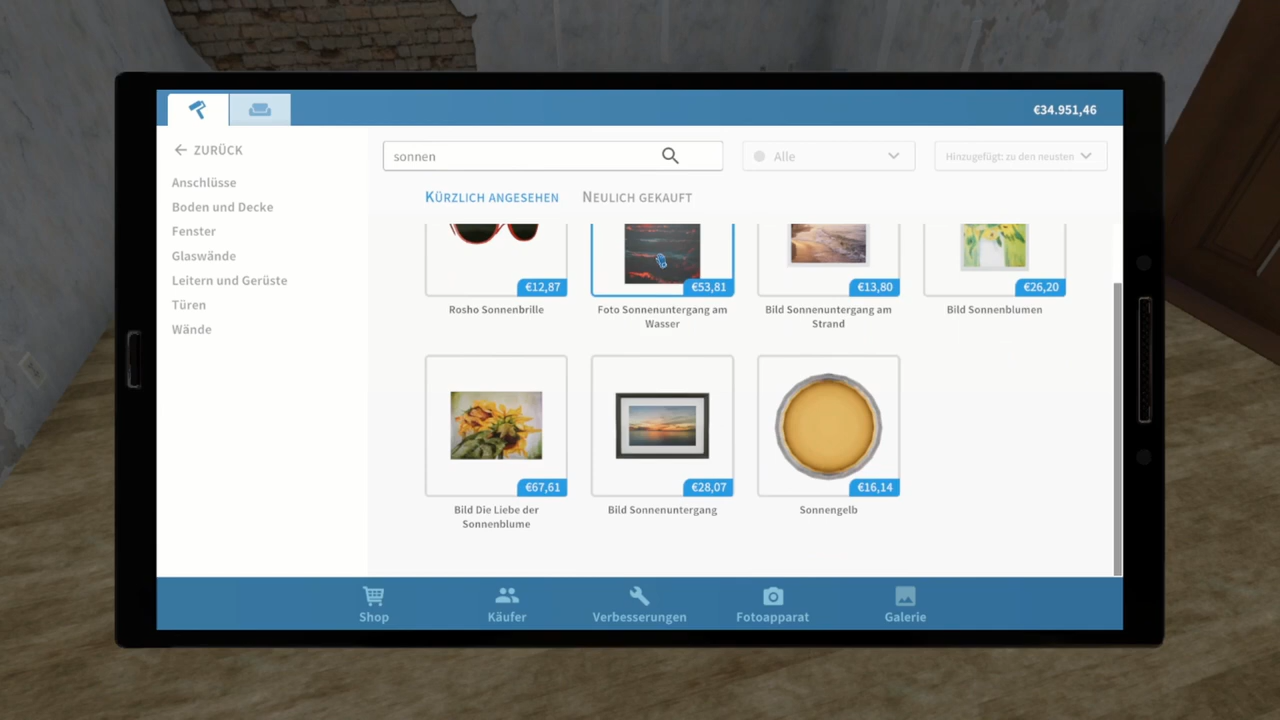 €34.951,46
ZURÜCK
sonnen
Alle
Hinzugefügt: zu den neusten
Anschlüsse
Boden und Decke
Fenster
Glaswände
Leitern und Gerüste
Türen
Wände
KÜRZLICH ANGESEHEN
NEULICH GEKAUFT
€12,87
€53,81
€13,80
€26,20
Rosho Sonnenbrille
Foto Sonnenuntergang am
Wasser
Bild Sonnenuntergang am
Strand
Bild Sonnenblumen
€67,61
€28,07
€16,14
Bild Die Liebe der
Sonnenblume
Bild Sonnenuntergang
Sonnengelb
Shop
Käufer
Verbesserungen
Fotoapparat
Galerie